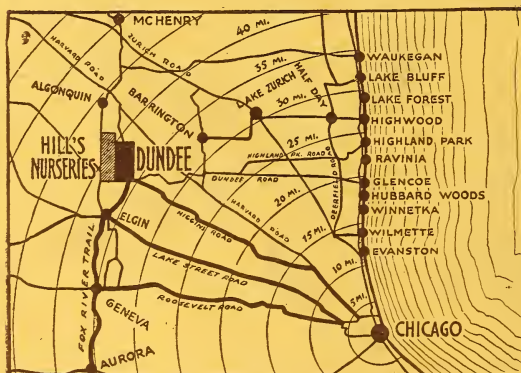 MCHENRY
40 MI.
ZURICH ROAD
HARVARD ROAD
35 MI.
WAUKEGAN
LAKE BLUFF
LAKE ZURICH
HALF DAY
ALGONQUIN
BARRINGTON
30 MI.
LAKE FOREST
HIGHWOOD
HILL'S
NURSERIES
DUNDEE
25 MI.
HIGHLAND PK. ROAD
DEERFIELD ROAD
HIGHLAND PARK
RAVINIA
DUNDEE ROAD
20 MI.
GLENCOE
HUBBARD WOODS
WINNETKA
ELGIN
HIGGINS ROAD
HARVARD ROAD
15 MI.
WILMETTE
EVANSTON
LAKE STREET ROAD
10 MI.
FOX RIVER TRAIL
ROOSEVELT ROAD
5 MI.
GENEVA
CHICAGO
AURORA